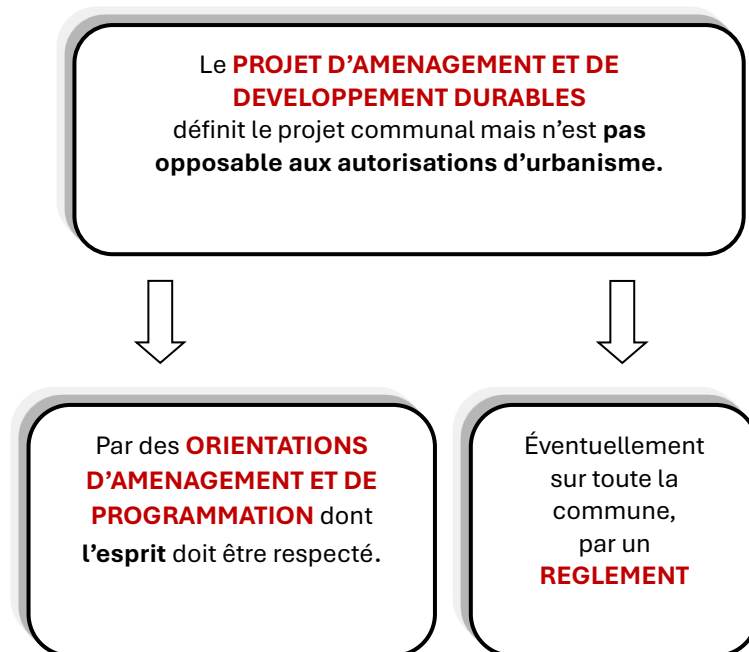 Le PROJET D’AMENAGEMENT ET DE
DEVELOPPEMENT DURABLES
définit le projet communal mais n’est pas
opposable aux autorisations d’urbanisme.
Par des ORIENTATIONS
D’AMENAGEMENT ET DE
PROGRAMMATION dont
l’esprit doit être respecté.
Éventuellement
sur toute la
commune,
par un
REGLEMENT